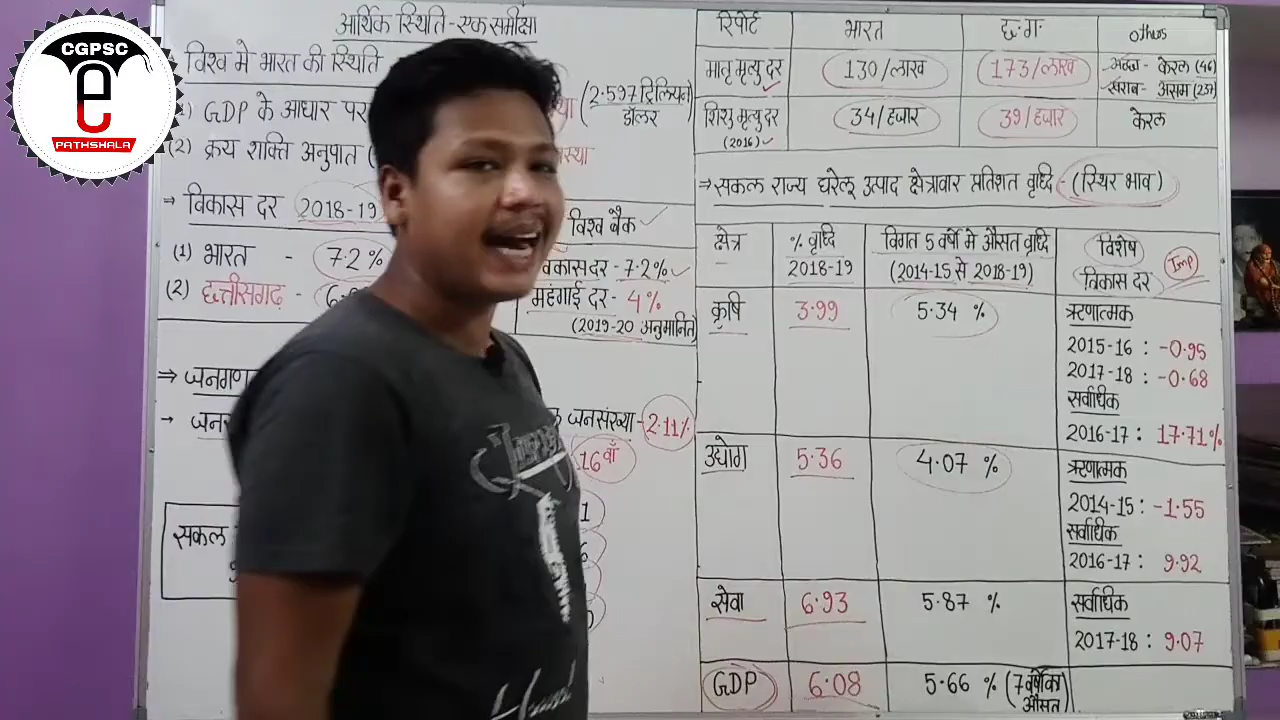 CGPSC
e
PATHSHALA
आर्थिक स्थिति - एक समीक्षा
विश्व मे भारत की स्थिति
GDP के आधार पर
(2.597 ट्रिलियन डॉलर)
(2) क्रय शक्ति अनुपात (
→ विकास दर 2018-19
(1) भारत - 7.2%
(2) छत्तीसगढ़ -
विश्व बैंक
विकास दर - 7.2%
महंगाई दर - 4%
(2019-20 अनुमानित)
⇒ जनगण
जनसंख्या - 2.11%
16 वाँ
1
सकल
रिपोर्ट भारत छ.ग. others
मातृ मृत्यु दर 130/लाख 173/लाख अच्छा - केरल (46)
खराब - असम (237)
शिशु मृत्यु दर 34/हजार 39/हजार केरल
(2016)
→ सकल राज्य घरेलू उत्पाद क्षेत्रावार प्रतिशत वृध्दि - (स्थिर भाव)
क्षेत्र % वृध्दि विगत 5 वर्षो मे औसत वृध्दि विशेष Imp
2018-19 (2014-15 से 2018-19) विकास दर
कृषि 3.99 5.34 % ऋणात्मक
2015-16 : -0.95
2017-18 : -0.68
सर्वाधिक
2016-17 : 17.71%
उद्योग 5.36 4.07 % ऋणात्मक
2014-15 : -1.55
सर्वाधिक
2016-17 : 9.92
सेवा 6.93 5.87 % सर्वाधिक
2017-18 : 9.07
GDP 6.08 5.66 % (7 वर्षो का औसत